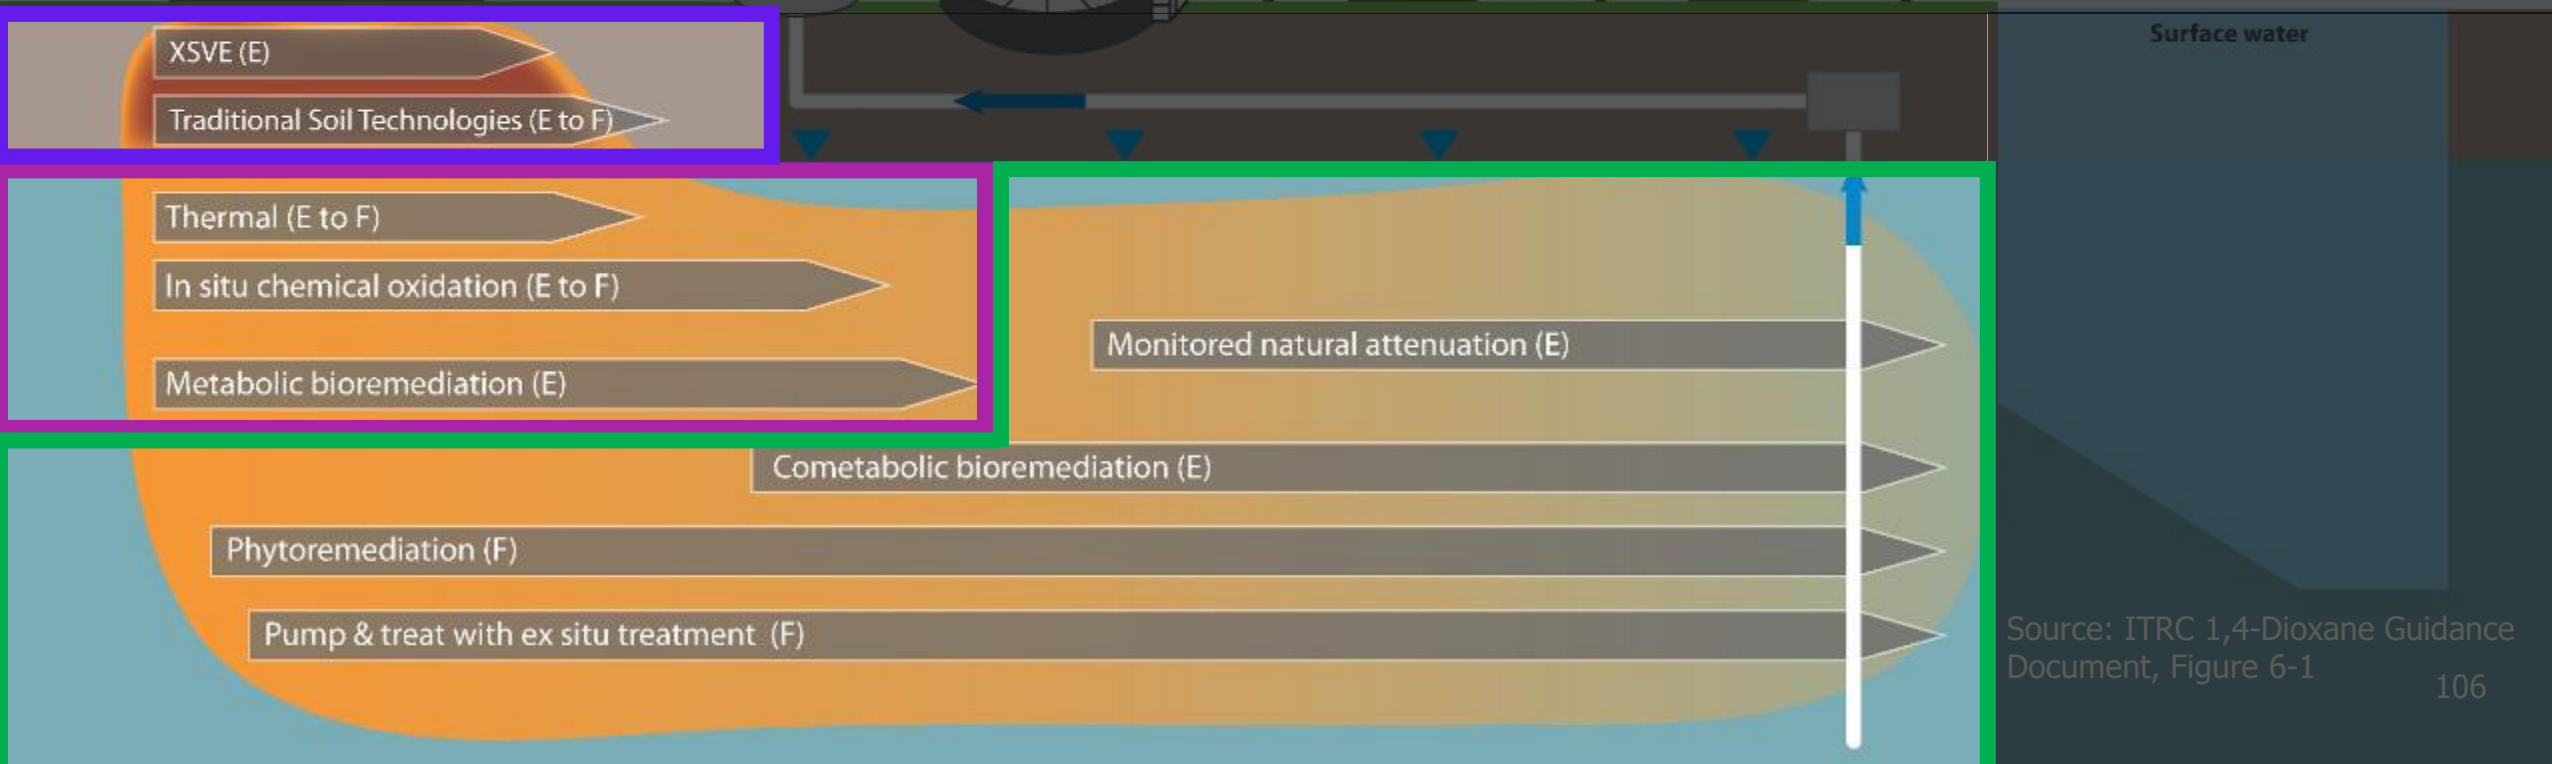 Surface water
XSVE (E)
Traditional Soil Technologies (E to F)
Thermal (E to F)
In situ chemical oxidation (E to F)
Monitored natural attenuation (E)
Metabolic bioremediation (E)
Cometabolic bioremediation (E)
Phytoremediation (F)
Pump & treat with ex situ treatment (F)
Source: ITRC 1,4-Dioxane Guidance
Document, Figure 6-1
106